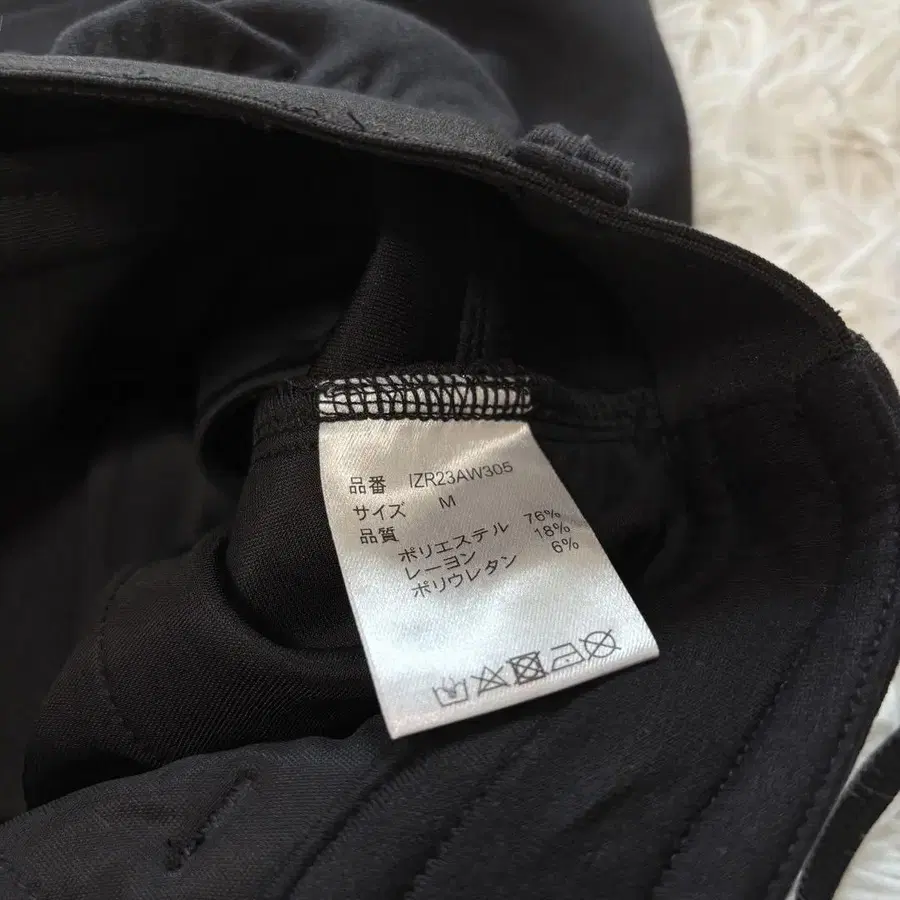 品番 IZR23AW305
サイズ M
品質
ポリエステル 76%
レーヨン 18%
ポリウレタン 6%